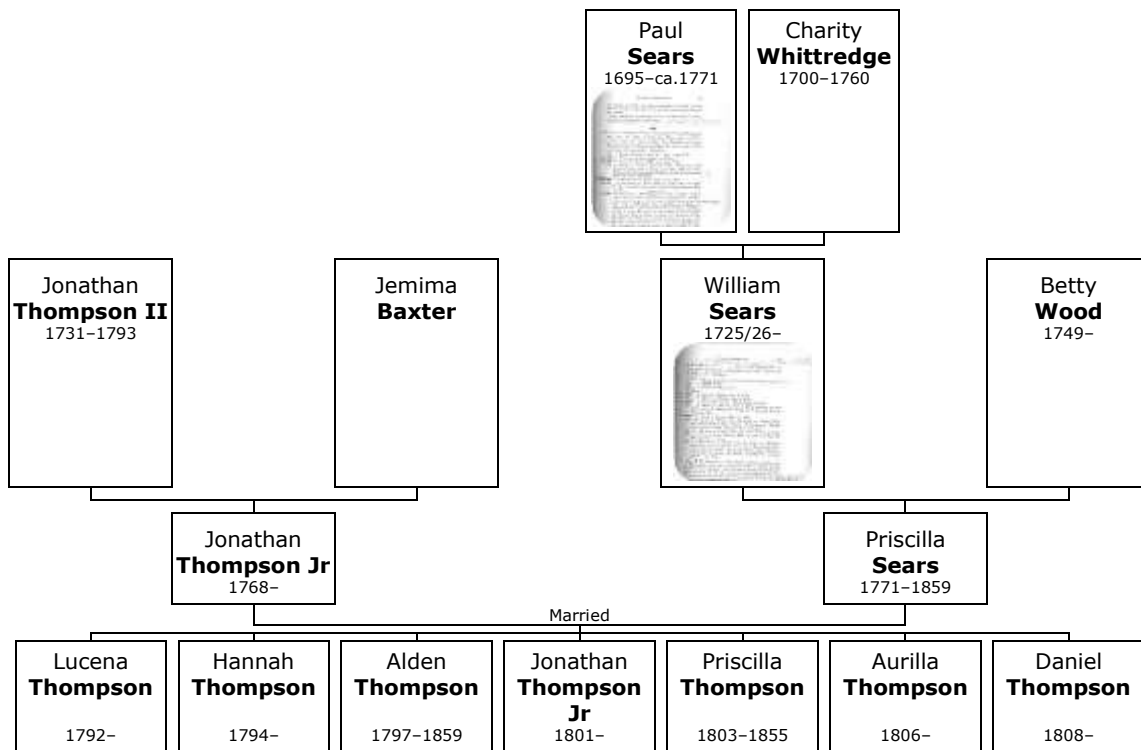 Paul
Sears
1695–ca.1771
Charity
Whittredge
1700–1760
Jonathan
Thompson II
1731–1793
Jemima
Baxter
William
Sears
1725/26–
Betty
Wood
1749–
Jonathan
Thompson Jr
1768–
Priscilla
Sears
1771–1859
Married
Lucena
Thompson
1792–
Hannah
Thompson
1794–
Alden
Thompson
1797–1859
Jonathan
Thompson
Jr
1801–
Priscilla
Thompson
1803–1855
Aurilla
Thompson
1806–
Daniel
Thompson
1808–